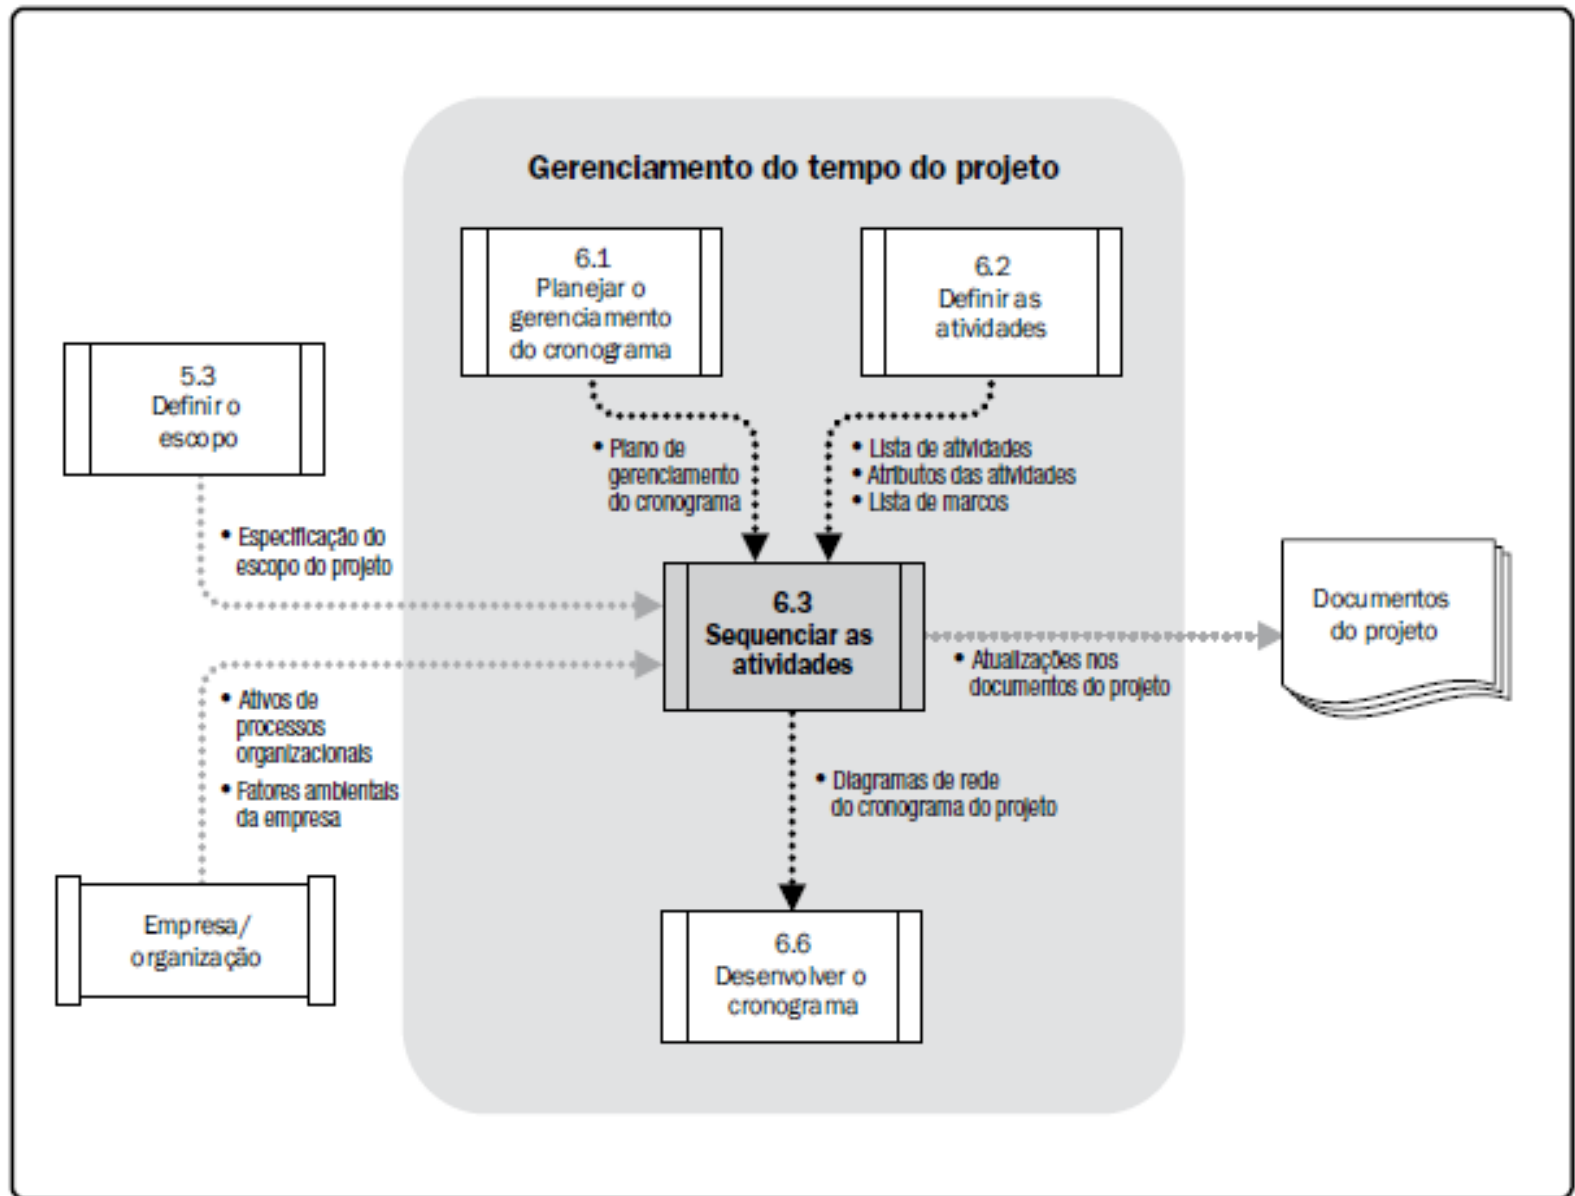 Gerenciamento do tempo do projeto
6.1
Planejar o
gerenciamento
do cronograma
6.2
Definir as
atividades
5.3
Definir o
escopo
• Plano de
gerenciamento
do cronograma
• Lista de atividades
• Atributos das atividades
• Lista de marcos
• Especificação do
escopo do projeto
6.3
Sequenciar as
atividades
Documentos
do projeto
• Atualizações nos
documentos do projeto
• Ativos de
processos
organizacionais
• Fatores ambientais
da empresa
• Diagramas de rede
do cronograma do projeto
Empresa/
organização
6.6
Desenvolver o
cronograma